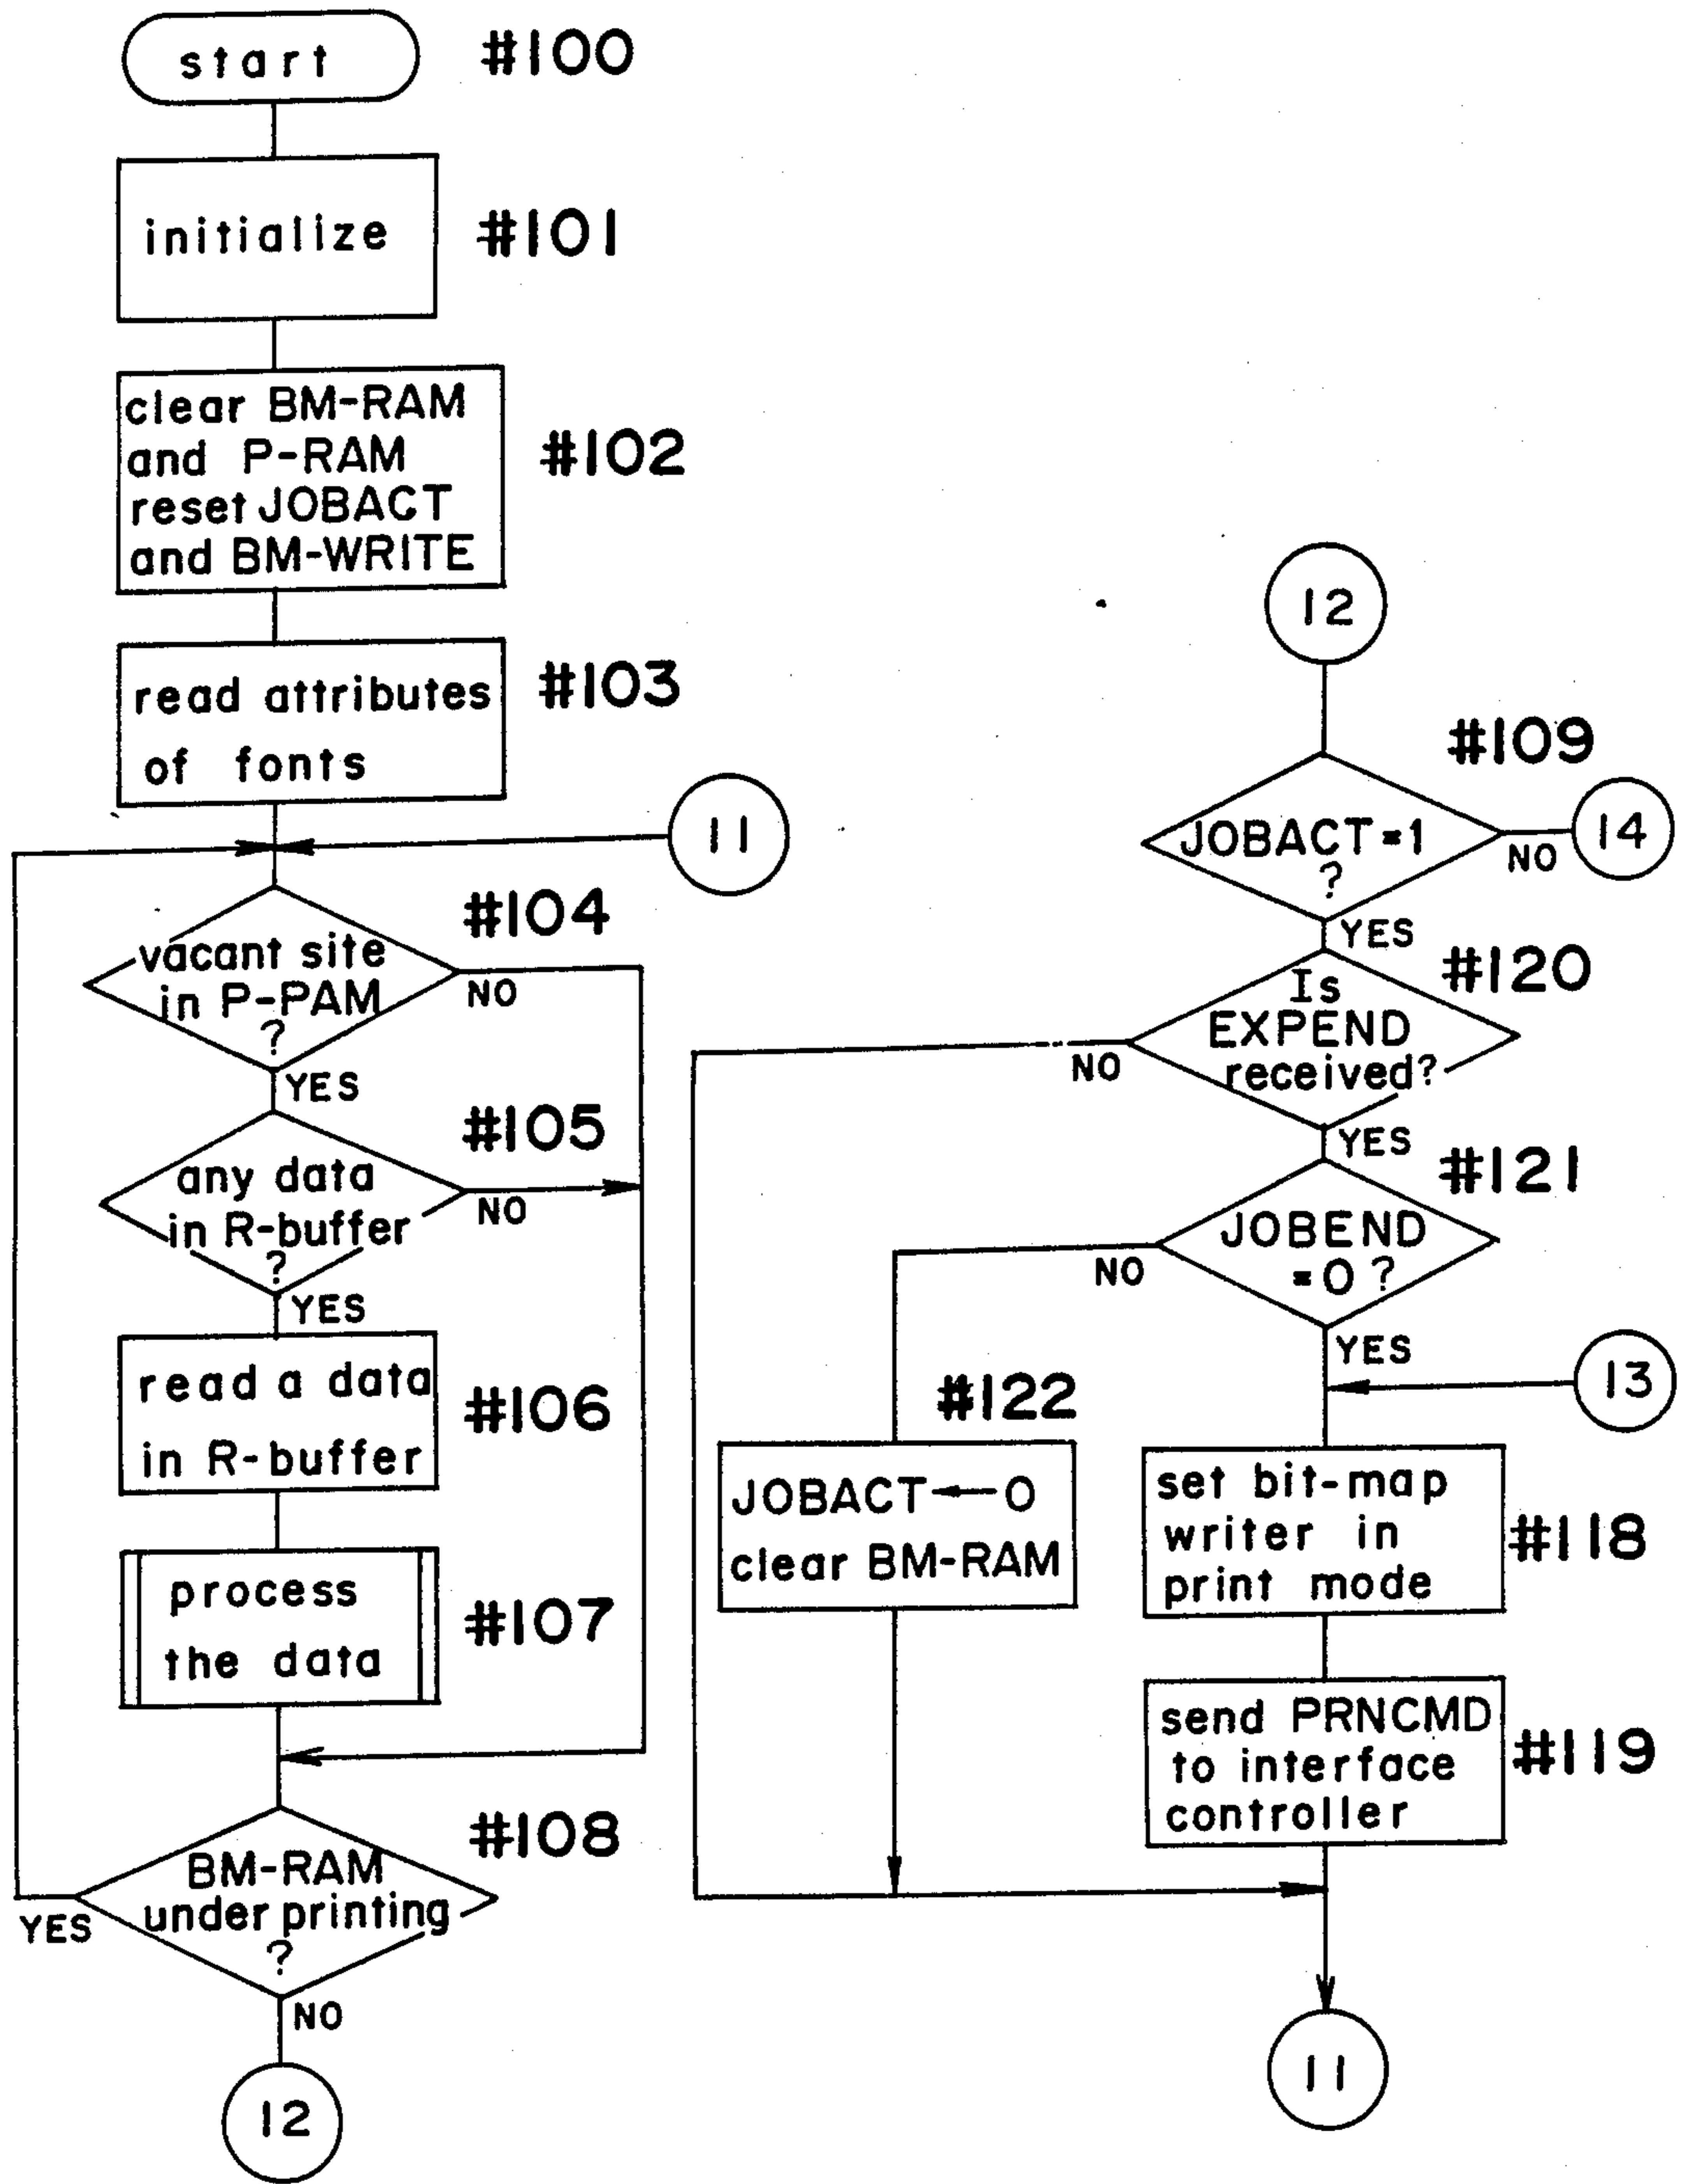 start
#100
initialize
#101
clear BM-RAM
and P-RAM
reset JOBACT
and BM-WRITE
#102
read attributes
of fonts
#103
11
vacant site
in P-PAM
?
#104
NO
YES
any data
in R-buffer
?
#105
NO
YES
read a data
in R-buffer
#106
process
the data
#107
BM-RAM
under printing
?
#108
YES
NO
12
12
#109
JOBACT=1
?
NO
14
YES
#120
Is
EXPEND
received?
NO
YES
#121
JOBEND
=0 ?
NO
YES
13
#122
JOBACT←0
clear BM-RAM
set bit-map
writer in
print mode
#118
send PRNCMD
to interface
controller
#119
11